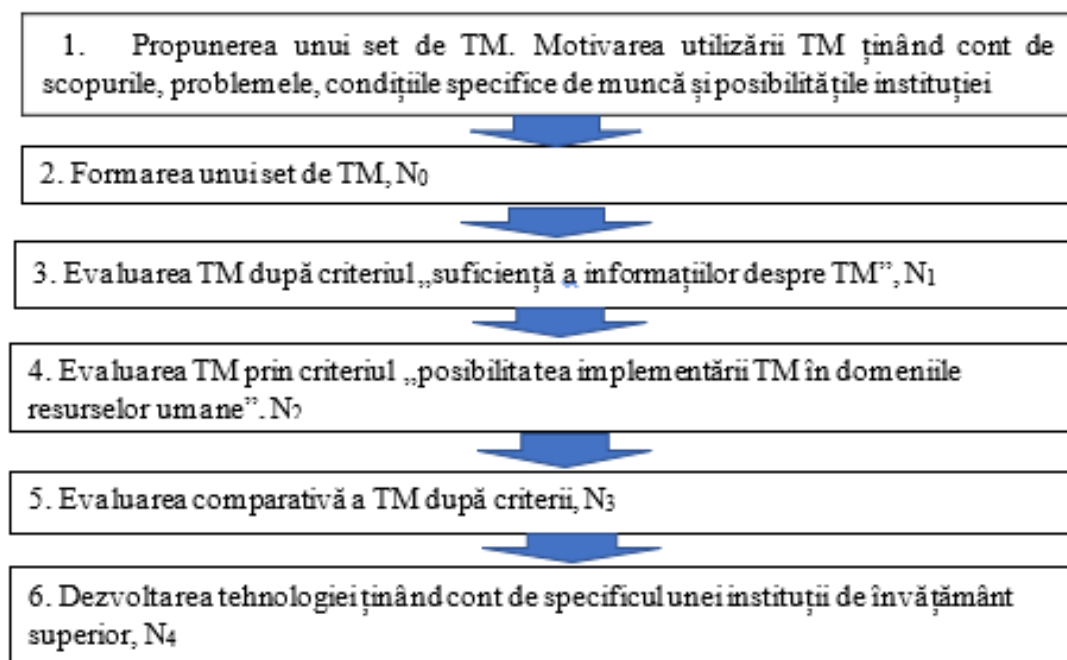 1. Propunerea unui set de TM. Motivarea utilizării TM ținând cont de
scopurile, problemele, condițiile specifice de muncă și posibilitățile instituției
2. Formarea unui set de TM, N₀
3. Evaluarea TM după criteriul „suficiență a informațiilor despre TM”, N₁
4. Evaluarea TM prin criteriul „posibilitatea implementării TM în domeniile
resurselor umane”. N₂
5. Evaluarea comparativă a TM după criterii, N₃
6. Dezvoltarea tehnologiei ținând cont de specificul unei instituții de învățământ
superior, N₄